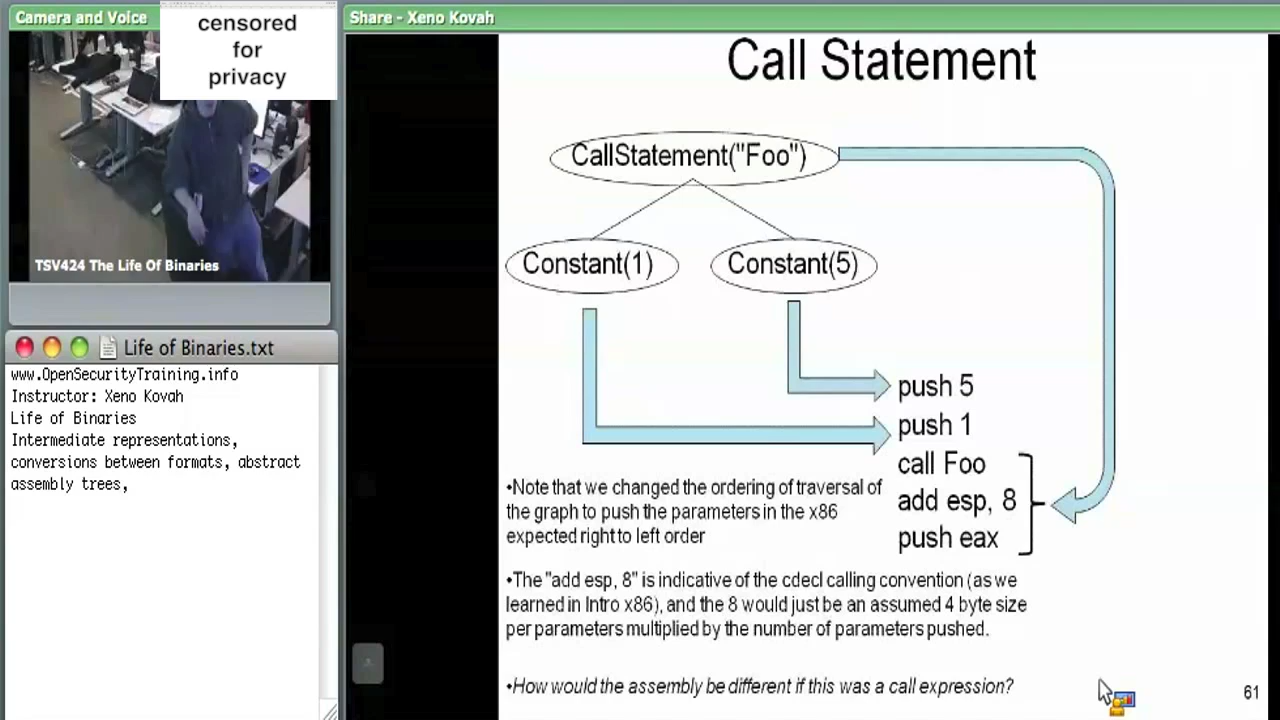 Camera and Voice
censored
for
privacy
TSV424 The Life Of Binaries
Life of Binaries.txt
www.OpenSecurityTraining.info
Instructor: Xeno Kovah
Life of Binaries
Intermediate representations,
conversions between formats, abstract
assembly trees,
Share - Xeno Kovah
Call Statement
CallStatement("Foo")
Constant(1)
Constant(5)
push 5
push 1
call Foo
add esp, 8
push eax
•Note that we changed the ordering of traversal of
the graph to push the parameters in the x86
expected right to left order
•The "add esp, 8" is indicative of the cdecl calling convention (as we
learned in Intro x86), and the 8 would just be an assumed 4 byte size
per parameters multiplied by the number of parameters pushed.
•How would the assembly be different if this was a call expression?
61